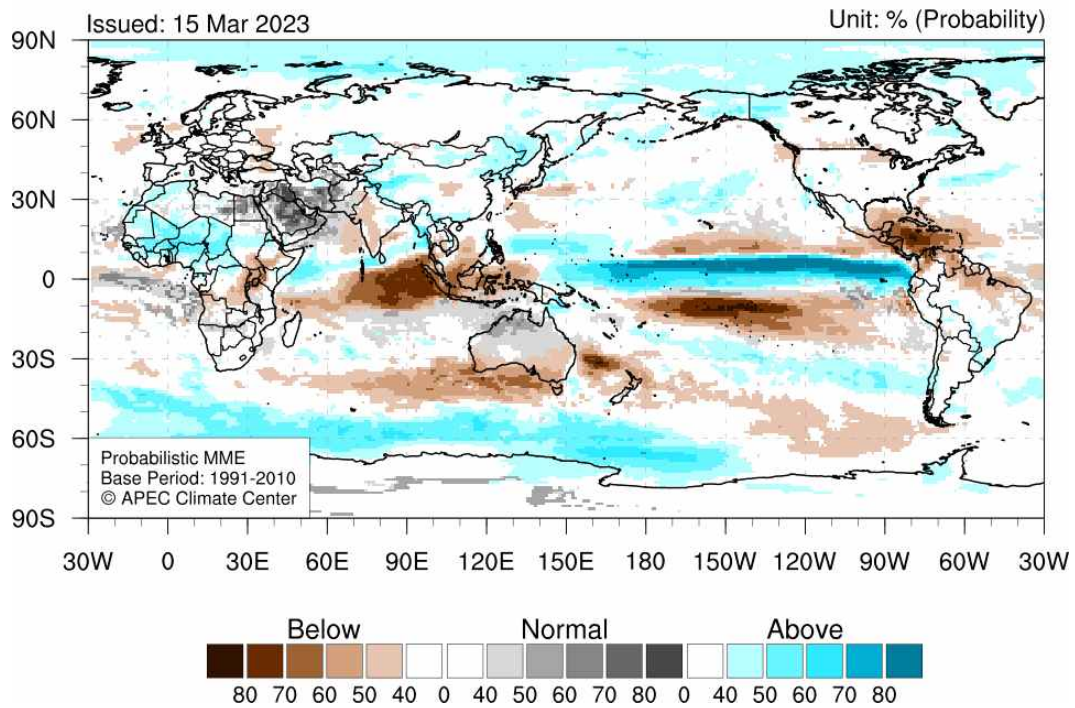 Issued: 15 Mar 2023 Unit: % (Probability)
90N
60N
30N
0
30S
60S
90S
Probabilistic MME
Base Period: 1991-2010
© APEC Climate Center
30W 0 30E 60E 90E 120E 150E 180 150W 120W 90W 60W 30W
Below Normal Above
80 70 60 50 40 0 40 50 60 70 80 0 40 50 60 70 80